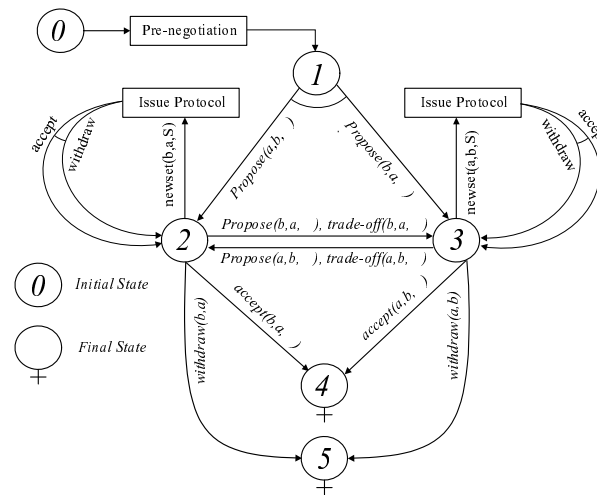 0
Pre-negotiation
1
Issue Protocol
Issue Protocol
accept
withdraw
newset(b,a,S)
Propose(a,b, )
Propose(b,a, )
newset(a,b,S)
withdraw
accept
2
Propose(b,a, ), trade-off(b,a, )
Propose(a,b, ), trade-off(a,b, )
3
0
Initial State
Final State
withdraw(b,a)
accept(b,a, )
accept(a,b, )
withdraw(a,b)
4
5